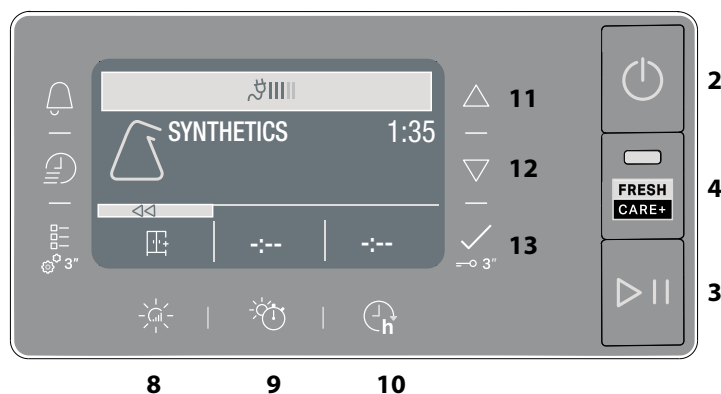 SYNTHETICS 1:35
-:-- -:--
3"
3"
h
FRESH
CARE+
2
4
3
11
12
13
8 9 10